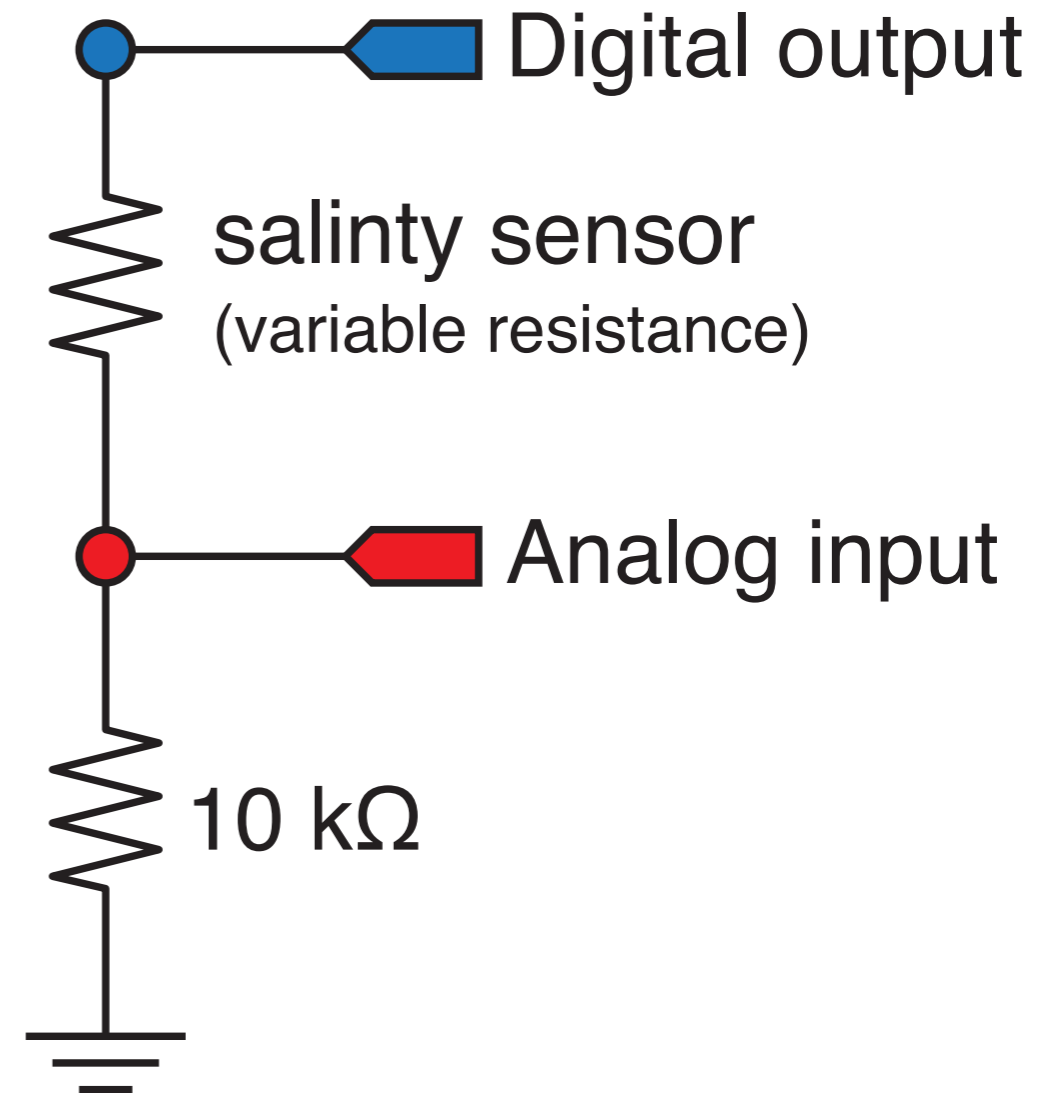 Digital output
salinty sensor
(variable resistance)
Analog input
10 kΩ